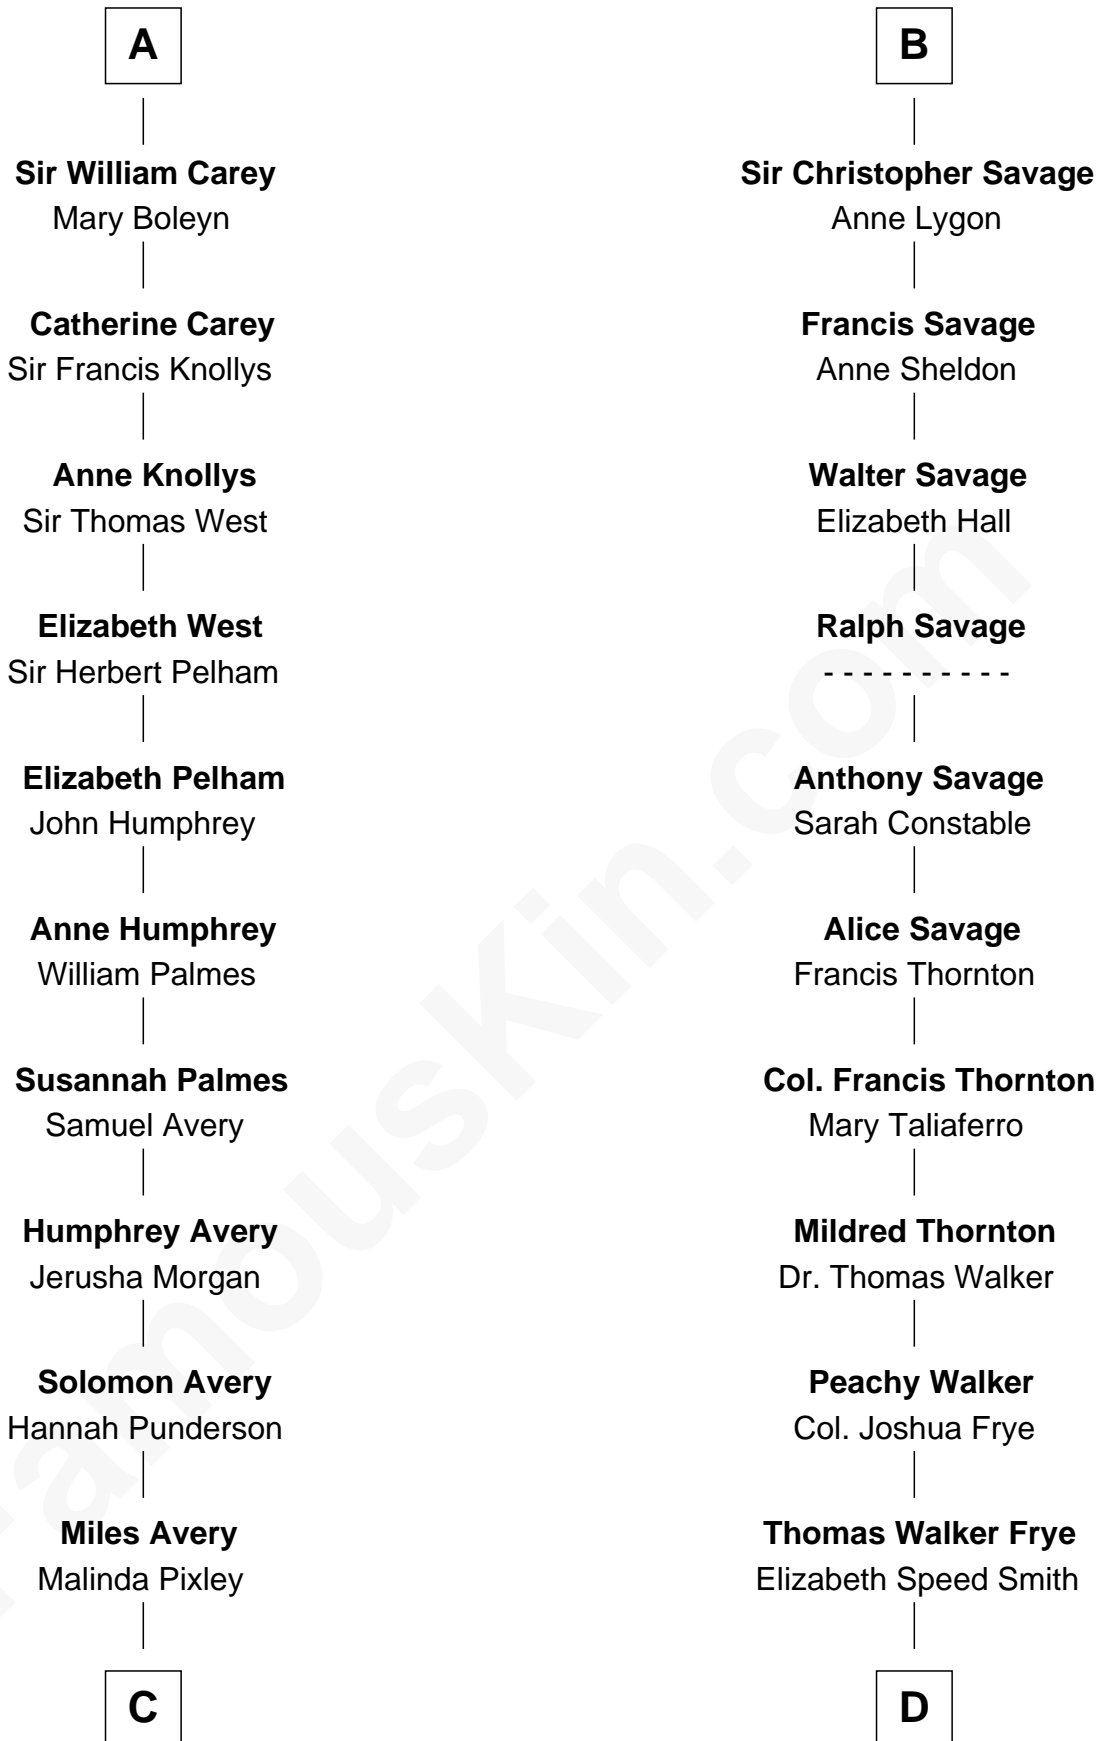 A
Sir William Carey
Mary Boleyn
Catherine Carey
Sir Francis Knollys
Anne Knollys
Sir Thomas West
Elizabeth West
Sir Herbert Pelham
Elizabeth Pelham
John Humphrey
Anne Humphrey
William Palmes
Susannah Palmes
Samuel Avery
Humphrey Avery
Jerusha Morgan
Solomon Avery
Hannah Punderson
Miles Avery
Malinda Pixley
C
B
Sir Christopher Savage
Anne Lygon
Francis Savage
Anne Sheldon
Walter Savage
Elizabeth Hall
Ralph Savage
- - - - - - - - - -
Anthony Savage
Sarah Constable
Alice Savage
Francis Thornton
Col. Francis Thornton
Mary Taliaferro
Mildred Thornton
Dr. Thomas Walker
Peachy Walker
Col. Joshua Frye
Thomas Walker Frye
Elizabeth Speed Smith
D
FamousKin.com